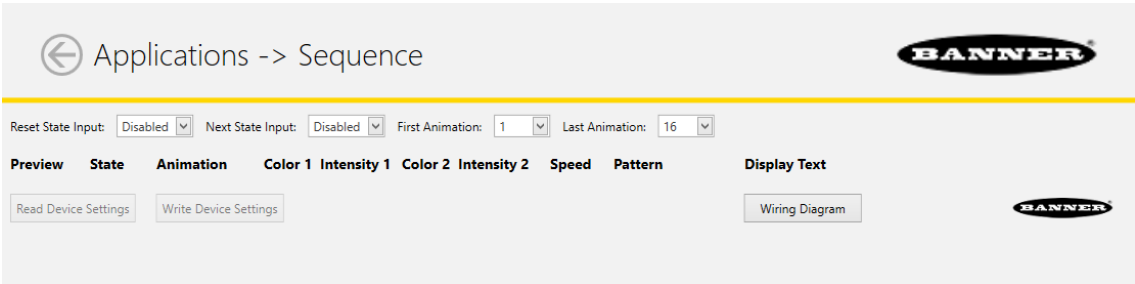 Applications -> Sequence
BANNER
Reset State Input: Disabled Next State Input: Disabled First Animation: 1 Last Animation: 16
Preview State Animation Color 1 Intensity 1 Color 2 Intensity 2 Speed Pattern Display Text
Read Device Settings Write Device Settings Wiring Diagram BANNER